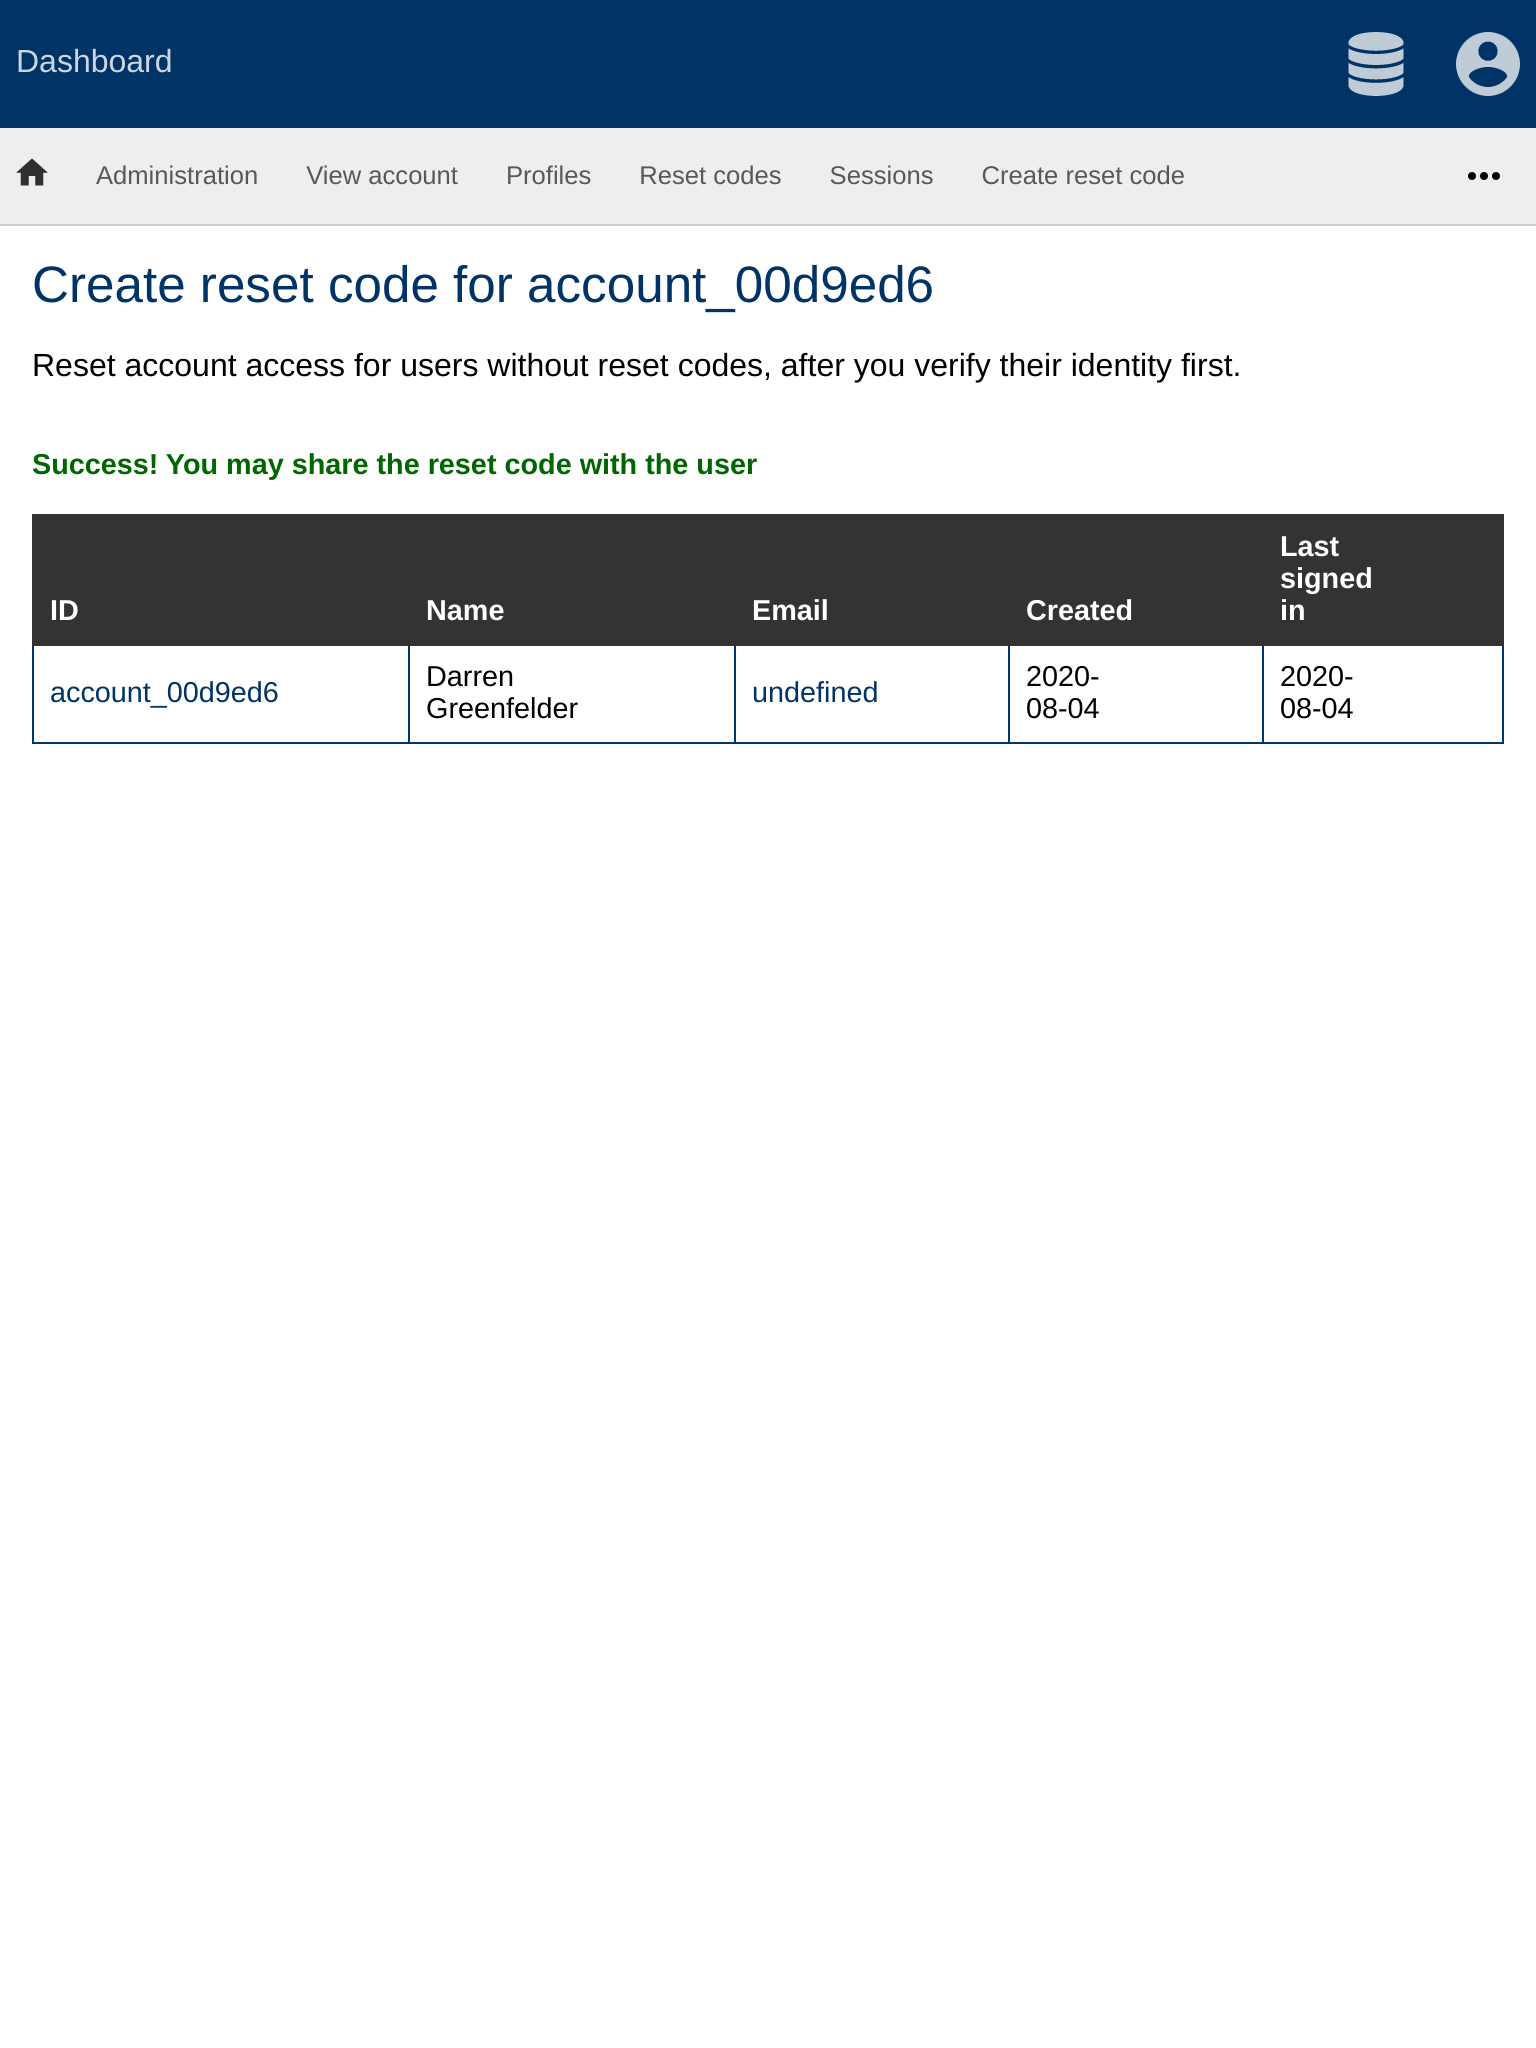 Dashboard
Administration View account Profiles Reset codes Sessions Create reset code
Create reset code for account_00d9ed6
Reset account access for users without reset codes, after you verify their identity first.
Success! You may share the reset code with the user
ID Name Email Created Last signed in
account_00d9ed6 Darren Greenfelder undefined 2020-08-04 2020-08-04